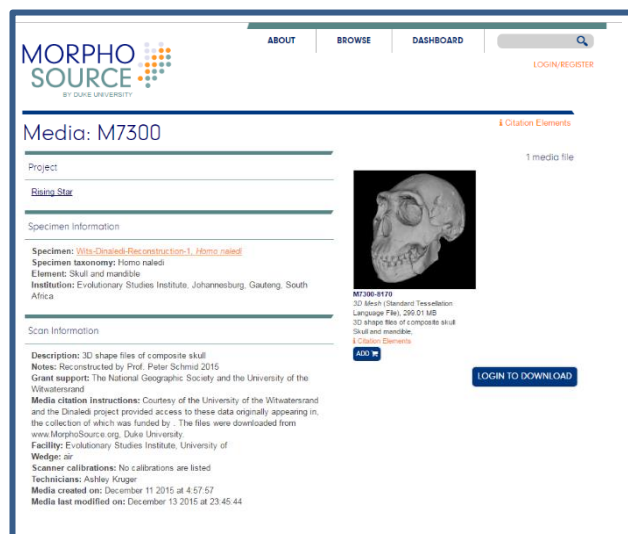 MORPHO
SOURCE
BY DUKE UNIVERSITY
ABOUT
BROWSE
DASHBOARD
LOGIN/REGISTER
Media: M7300
i Citation Elements
1 media file
Project
Rising Star
Specimen Information
Specimen: Wits-Dinaledi-Reconstruction-1, Homo naledi
Specimen taxonomy: Homo naledi
Element: Skull and mandible
Institution: Evolutionary Studies Institute, Johannesburg, Gauteng, South
Africa
M7300-8170
3D Mesh (Standard Tessellation
Language File), 299.01 MB
3D shape files of composite skull
Skull and mandible,
i Citation Elements
ADD
LOGIN TO DOWNLOAD
Scan Information
Description: 3D shape files of composite skull
Notes: Reconstructed by Prof. Peter Schmid 2015
Grant support: The National Geographic Society and the University of the
Witwatersrand
Media citation instructions: Courtesy of the University of the Witwatersrand
and the Dinaledi project provided access to these data originally appearing in,
the collection of which was funded by . The files were downloaded from
www.MorphoSource.org, Duke University.
Facility: Evolutionary Studies Institute, University of
Wedge: air
Scanner calibrations: No calibrations are listed
Technicians: Ashley Kruger
Media created on: December 11 2015 at 4:57:57
Media last modified on: December 13 2015 at 23:45:44